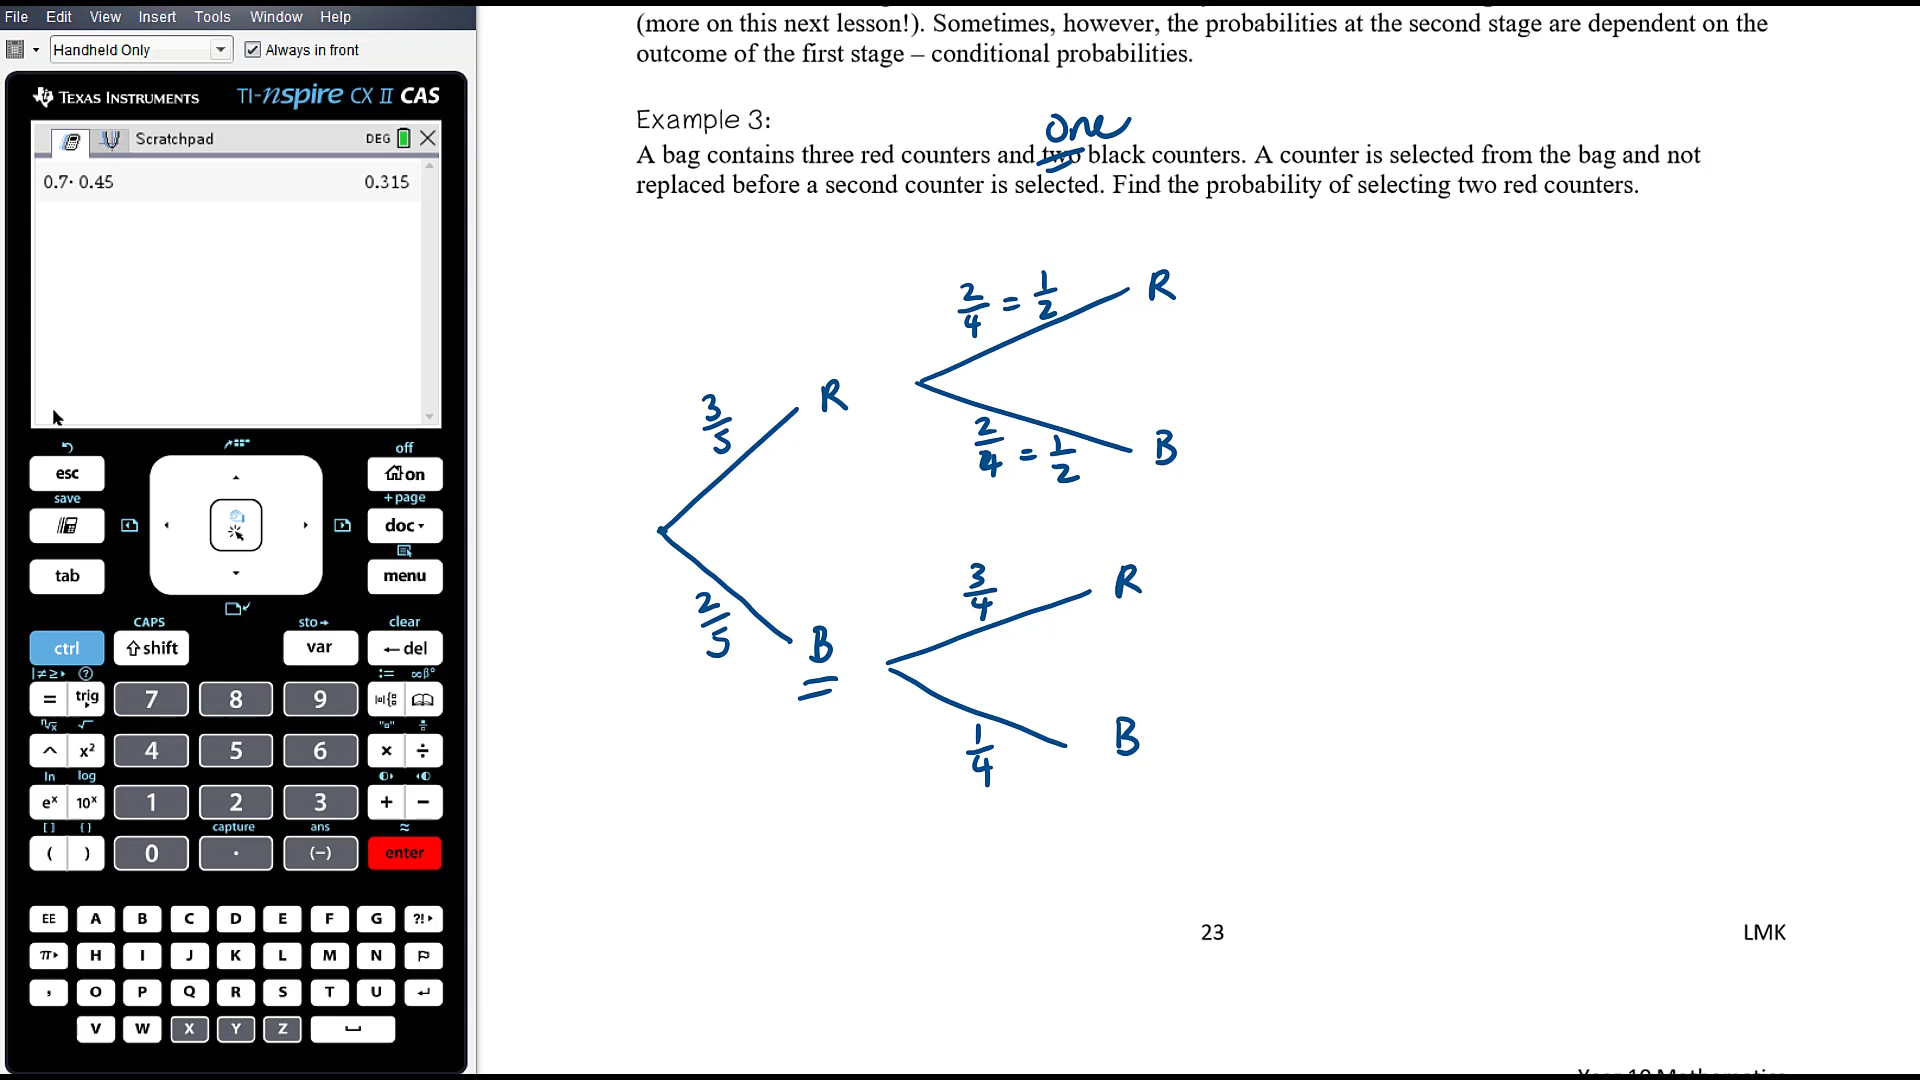 File Edit View Insert Tools Window Help
Handheld Only Always in front
TEXAS INSTRUMENTS TI-nspire CX II CAS
Scratchpad DEG
0.7· 0.45 0.315
off
esc on
save + page
doc
tab menu
CAPS sto→ clear
ctrl shift var ← del
|≠≥▸ ? := ∞β°
= trig 7 8 9
ⁿ√x √ "□"
^ x² 4 5 6 × ÷
ln log
eˣ 10ˣ 1 2 3 + −
[ ] { } capture ans ≈
( ) 0 . (−) enter
EE A B C D E F G ?!▸
π▸ H I J K L M N
, O P Q R S T U
V W X Y Z
(more on this next lesson!). Sometimes, however, the probabilities at the second stage are dependent on the
outcome of the first stage – conditional probabilities.
Example 3:
one
A bag contains three red counters and two black counters. A counter is selected from the bag and not
replaced before a second counter is selected. Find the probability of selecting two red counters.
2/4 = 1/2 R
3/5 R
2/4 = 1/2 B
3/4 R
2/5 B
1/4 B
23 LMK